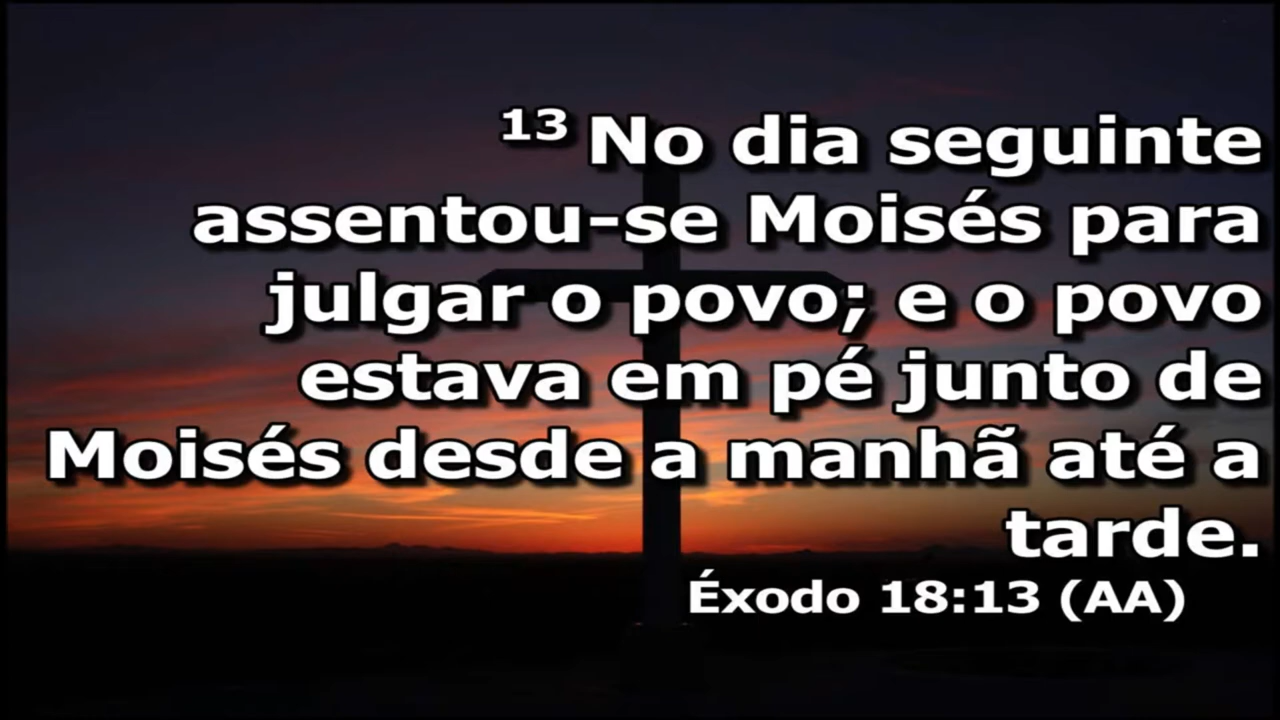 13 No dia seguinte
assentou-se Moisés para
julgar o povo; e o povo
estava em pé junto de
Moisés desde a manhã até a
tarde.
Éxodo 18:13 (AA)